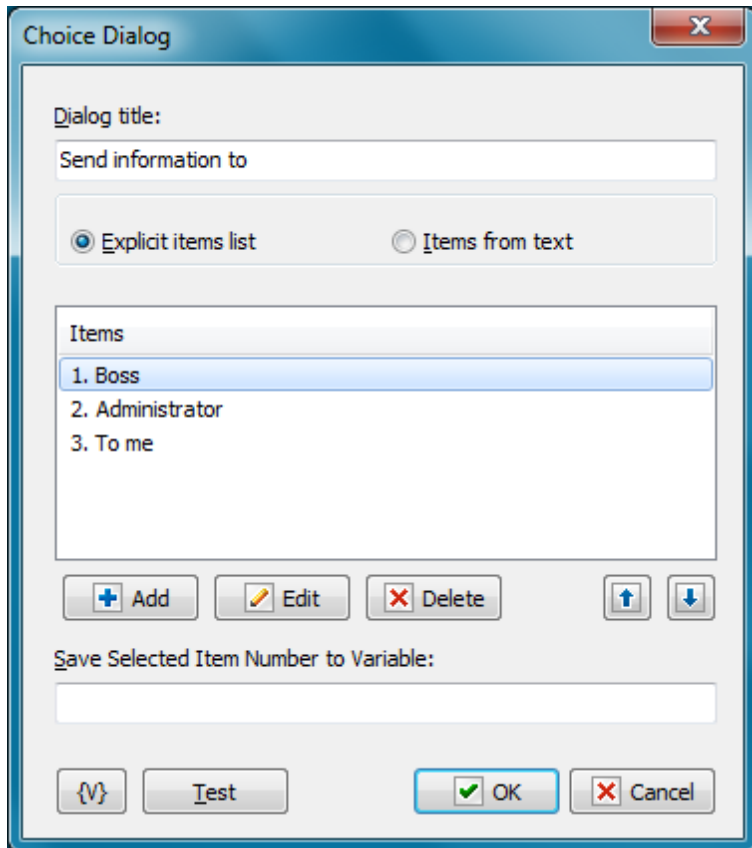 Choice Dialog
Dialog title:
Send information to
Explicit items list Items from text
Items
1. Boss
2. Administrator
3. To me
Add Edit Delete
Save Selected Item Number to Variable:
{V} Test OK Cancel